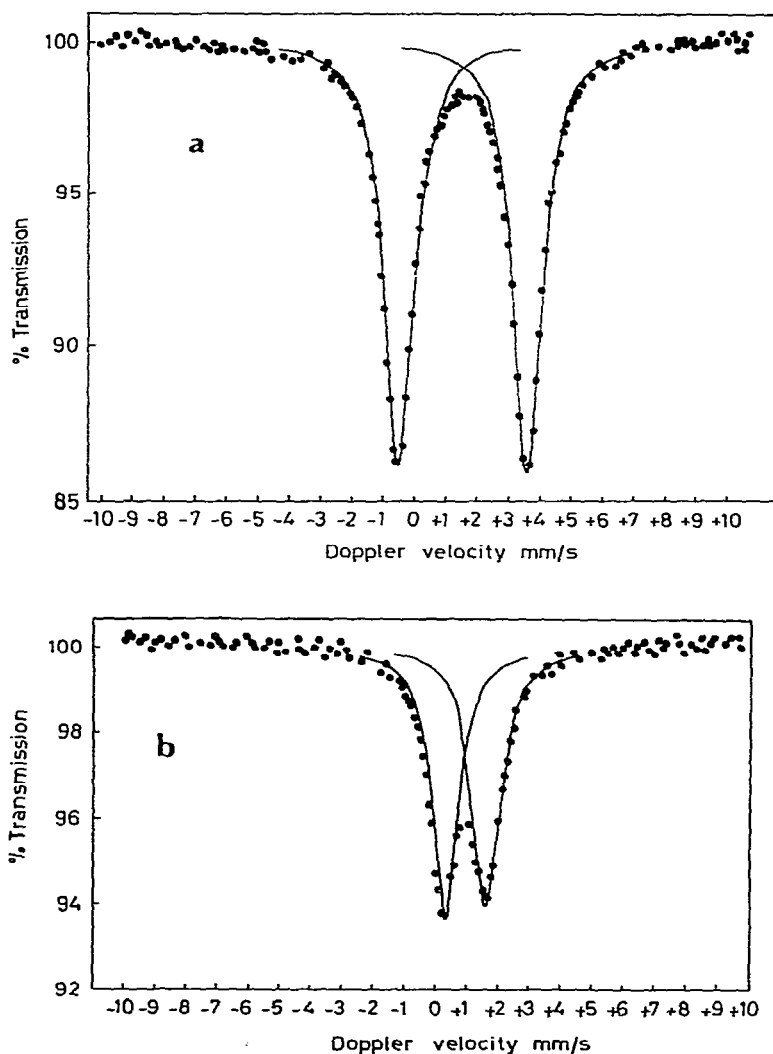 100
95
90
85
a
% Transmission
-10 -9 -8 -7 -6 -5 -4 -3 -2 -1 0 +1 +2 +3 +4 +5 +6 +7 +8 +9 +10
Doppler velocity mm/s
100
98
96
94
92
b
% Transmission
-10 -9 -8 -7 -6 -5 -4 -3 -2 -1 0 +1 +2 +3 +4 +5 +6 +7 +8 +9 +10
Doppler velocity mm/s